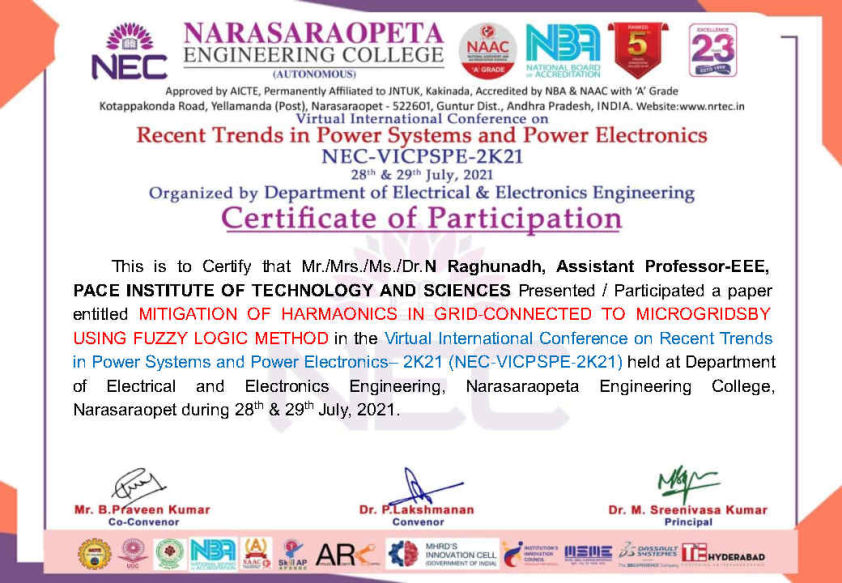 NEC
NARASARAOPETA
ENGINEERING COLLEGE
(AUTONOMOUS)
NAAC
'A' GRADE
NBA
NATIONAL BOARD
of ACCREDITATION
RANKED
5th
EXCELLENCE
23
ESTD 1998
Approved by AICTE, Permanently Affiliated to JNTUK, Kakinada, Accredited by NBA & NAAC with ‘A’ Grade
Kotappakonda Road, Yellamanda (Post), Narasaraopet - 522601, Guntur Dist., Andhra Pradesh, INDIA. Website:www.nrtec.in
Virtual International Conference on
Recent Trends in Power Systems and Power Electronics
NEC-VICPSPE-2K21
28th & 29th July, 2021
Organized by Department of Electrical & Electronics Engineering
Certificate of Participation
This is to Certify that Mr./Mrs./Ms./Dr.N Raghunadh, Assistant Professor-EEE,
PACE INSTITUTE OF TECHNOLOGY AND SCIENCES Presented / Participated a paper
entitled MITIGATION OF HARMAONICS IN GRID-CONNECTED TO MICROGRIDSBY
USING FUZZY LOGIC METHOD in the Virtual International Conference on Recent Trends
in Power Systems and Power Electronics– 2K21 (NEC-VICPSPE-2K21) held at Department
of Electrical and Electronics Engineering, Narasaraopeta Engineering College,
Narasaraopet during 28th & 29th July, 2021.
NEC
Mr. B.Praveen Kumar
Co-Convenor
Dr. P.Lakshmanan
Convenor
Dr. M. Sreenivasa Kumar
Principal
UGC
NBA
NAAC
Skill AP
ARC
MHRD'S
INNOVATION CELL
(GOVERNMENT OF INDIA)
INSTITUTION'S
INNOVATION
COUNCIL
MSME
DASSAULT
SYSTEMES
The 3DEXPERIENCE Company
TiE HYDERABAD